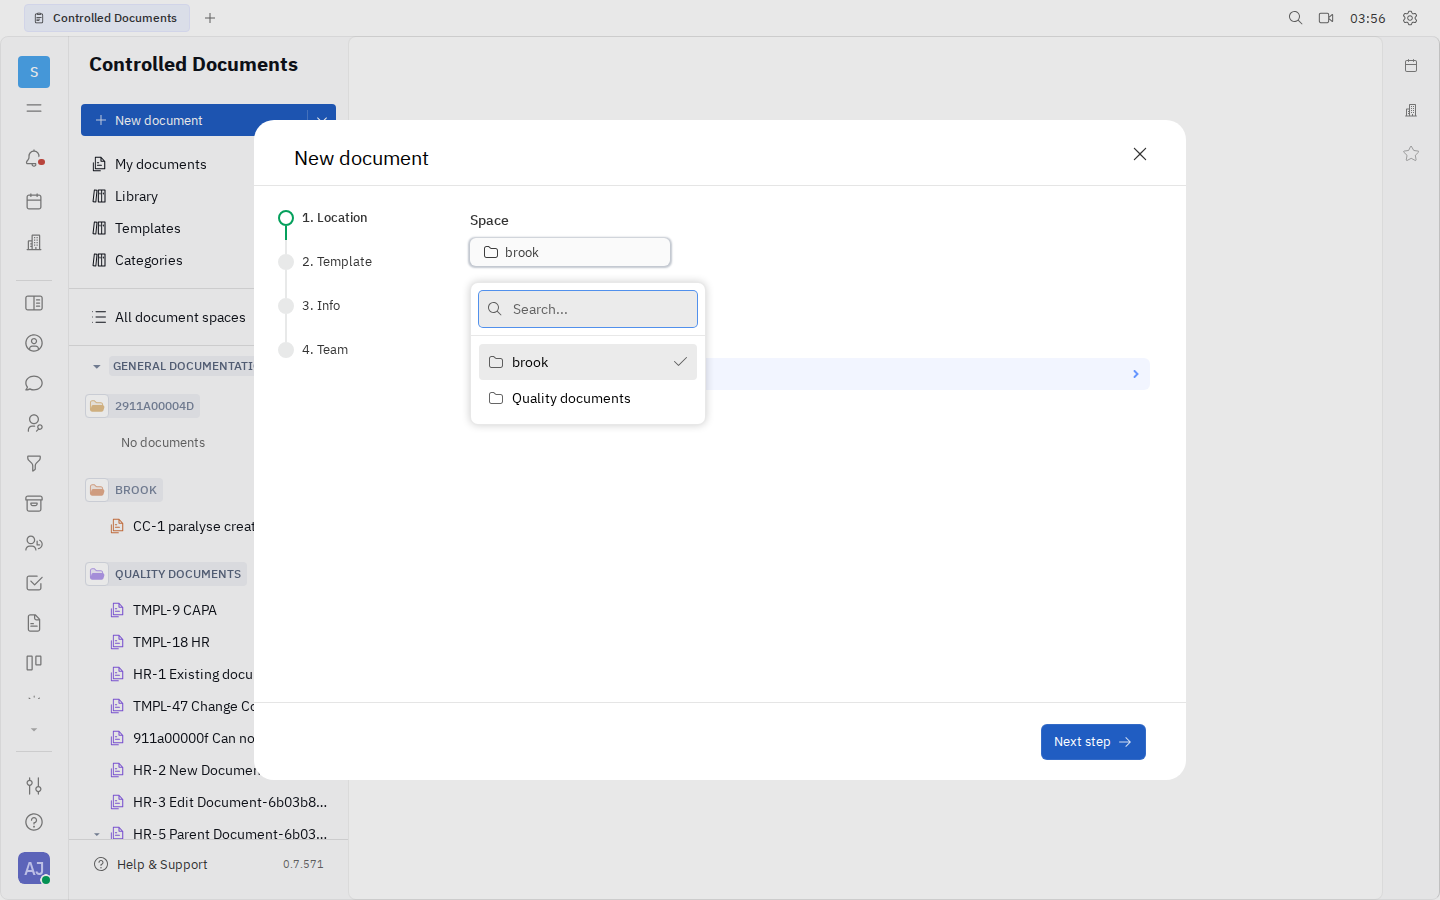 Controlled Documents
03:56
S
Controlled Documents
New document
My documents
Library
Templates
Categories
All document spaces
GENERAL DOCUMENTATI
2911A00004D
No documents
BROOK
CC-1 paralyse creat
QUALITY DOCUMENTS
TMPL-9 CAPA
TMPL-18 HR
HR-1 Existing docu
TMPL-47 Change Co
911a00000f Can no
HR-2 New Documen
HR-3 Edit Document-6b03b8...
HR-5 Parent Document-6b03...
Help & Support
0.7.571
AJ
New document
1. Location
2. Template
3. Info
4. Team
Space
brook
Search...
brook
Quality documents
Next step